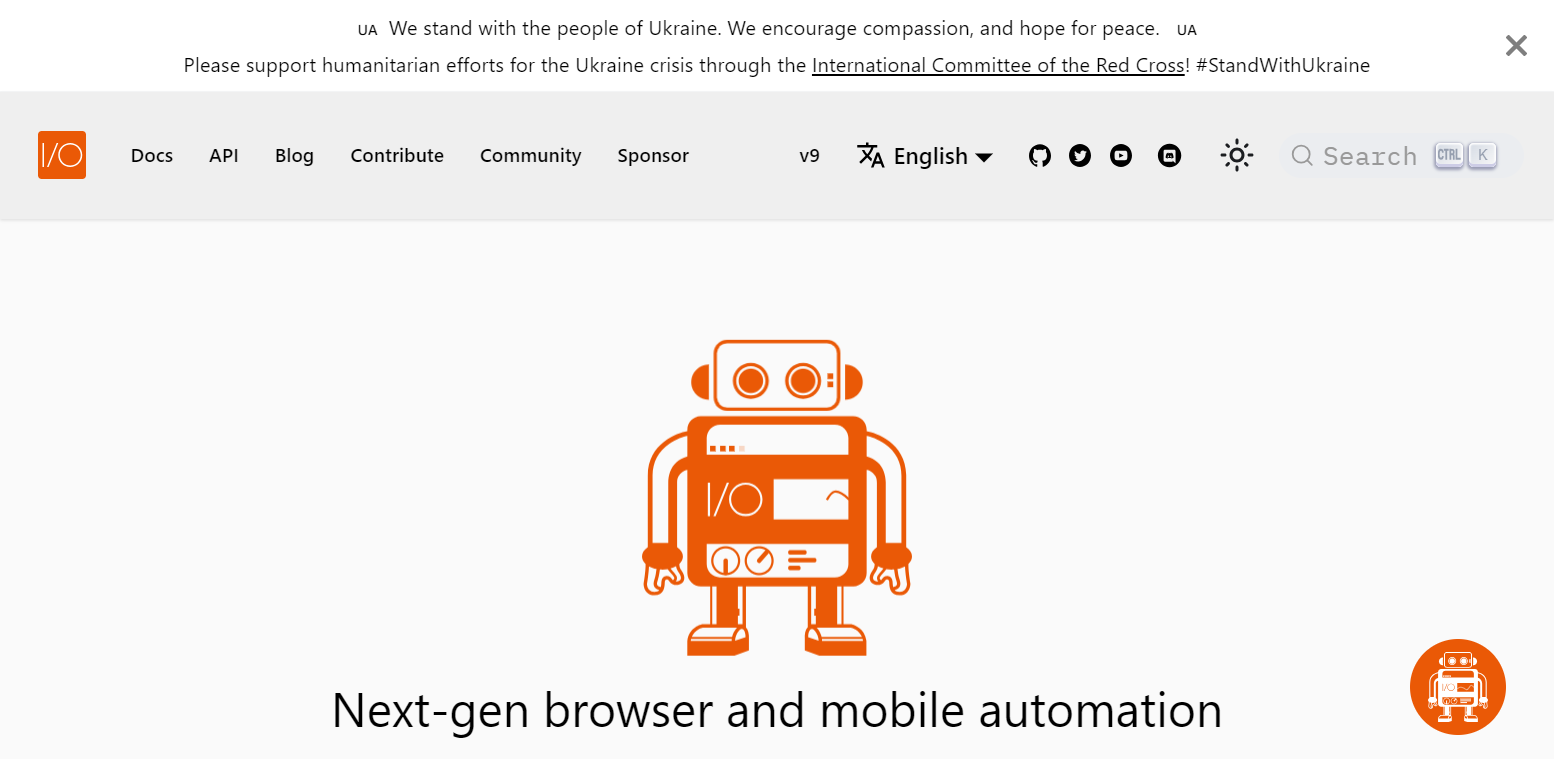 UA We stand with the people of Ukraine. We encourage compassion, and hope for peace. UA
Please support humanitarian efforts for the Ukraine crisis through the International Committee of the Red Cross! #StandWithUkraine
I/O Docs API Blog Contribute Community Sponsor v9 English Search CTRL K
I/O
I/O
Next-gen browser and mobile automation